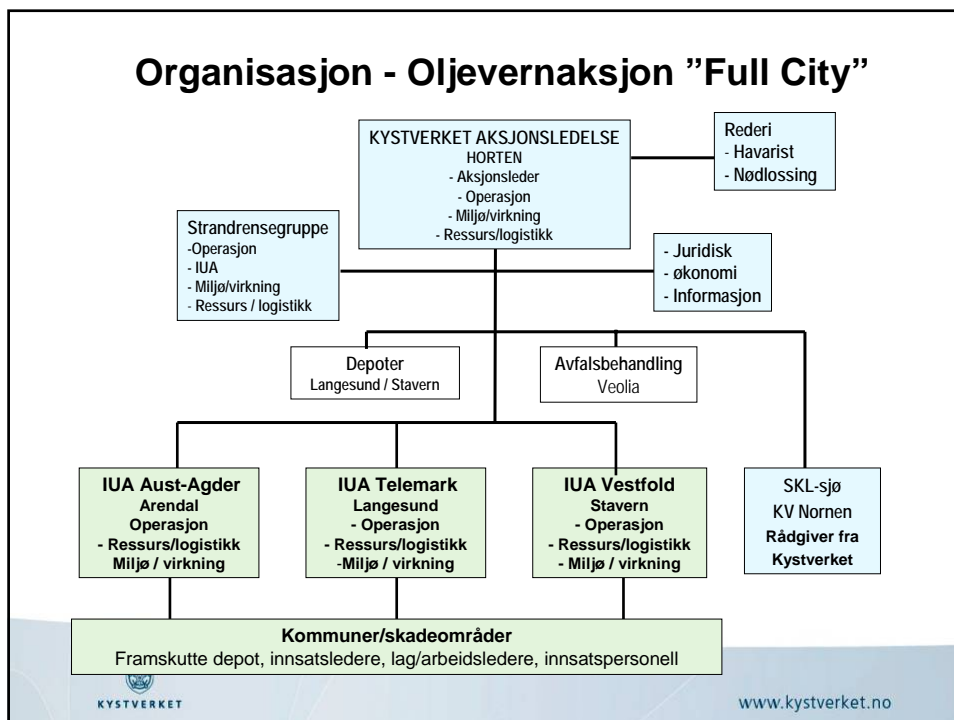 Organisasjon - Oljevernaksjon ”Full City”
KYSTVERKET AKSJONSLEDELSE
HORTEN
- Aksjonsleder
- Operasjon
- Miljø/virkning
- Ressurs/logistikk
Rederi
- Havarist
- Nødlossing
Strandrensegruppe
-Operasjon
- IUA
- Miljø/virkning
- Ressurs / logistikk
- Juridisk
- økonomi
- Informasjon
Depoter
Langesund / Stavern
Avfalsbehandling
Veolia
IUA Aust-Agder
Arendal
Operasjon
- Ressurs/logistikk
Miljø / virkning
IUA Telemark
Langesund
- Operasjon
- Ressurs/logistikk
-Miljø / virkning
IUA Vestfold
Stavern
- Operasjon
- Ressurs/logistikk
- Miljø / virkning
SKL-sjø
KV Nornen
Rådgiver fra
Kystverket
Kommuner/skadeområder
Framskutte depot, innsatsledere, lag/arbeidsledere, innsatspersonell
KYSTVERKET
www.kystverket.no